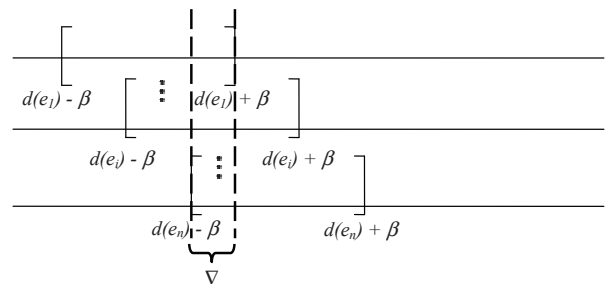 d(e₁) - β d(e₁) + β
d(eᵢ) - β d(eᵢ) + β
d(eₙ) - β d(eₙ) + β
∇